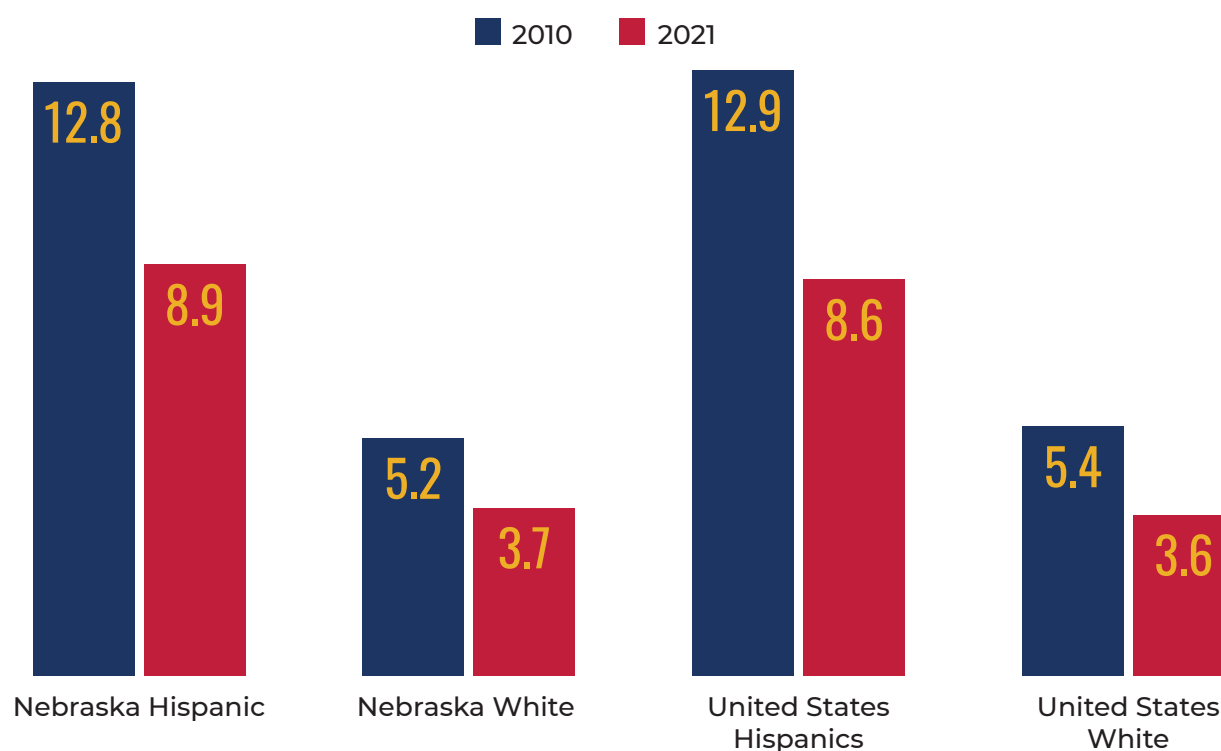 2010 2021
12.8
8.9
5.2
3.7
12.9
8.6
5.4
3.6
Nebraska Hispanic
Nebraska White
United States
Hispanics
United States
White